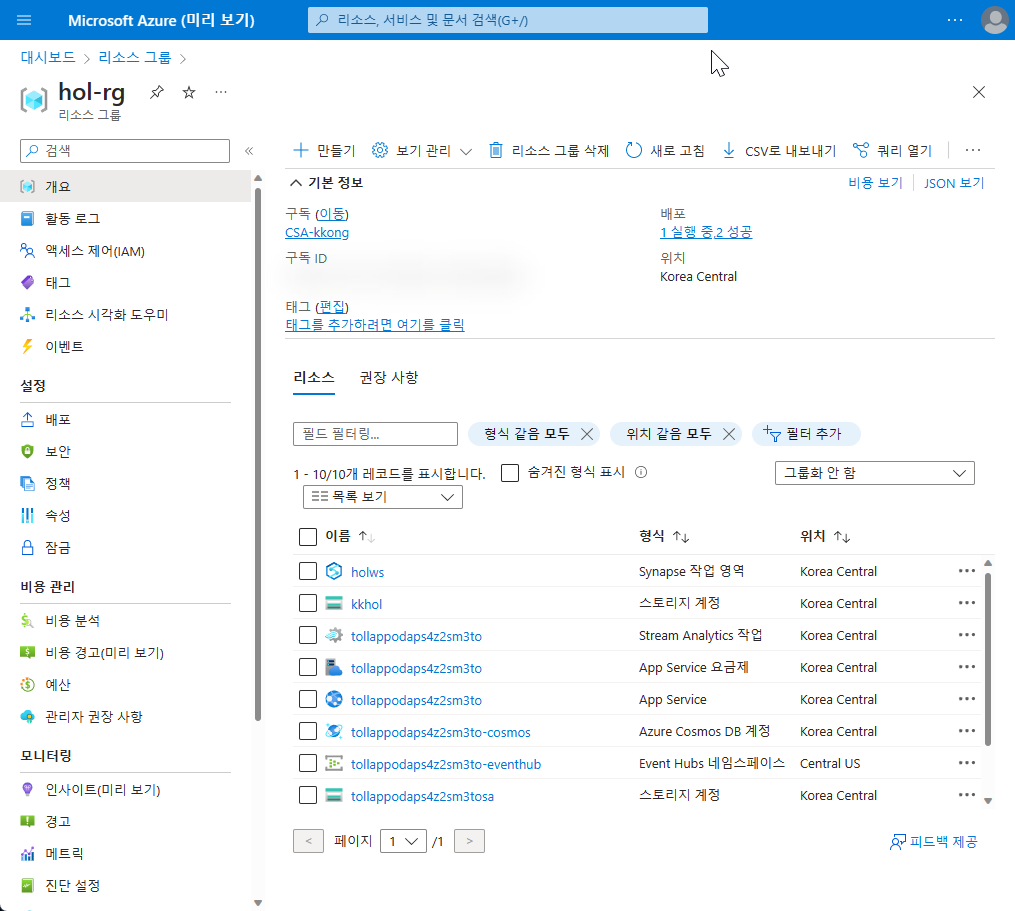 Microsoft Azure (미리 보기)
리소스, 서비스 및 문서 검색(G+/)
대시보드 > 리소스 그룹 >
hol-rg
리소스 그룹
검색
개요
활동 로그
액세스 제어(IAM)
태그
리소스 시각화 도우미
이벤트
설정
배포
보안
정책
속성
잠금
비용 관리
비용 분석
비용 경고(미리 보기)
예산
관리자 권장 사항
모니터링
인사이트(미리 보기)
경고
메트릭
진단 설정
만들기 보기 관리 리소스 그룹 삭제 새로 고침 CSV로 내보내기 쿼리 열기
기본 정보 비용 보기 JSON 보기
구독 (이동)
CSA-kkong
구독 ID
태그 (편집)
태그를 추가하려면 여기를 클릭
배포
1 실행 중,2 성공
위치
Korea Central
리소스 권장 사항
필드 필터링... 형식 같음 모두 위치 같음 모두 필터 추가
1 - 10/10개 레코드를 표시합니다. 숨겨진 형식 표시 그룹화 안 함
목록 보기
이름 ↑↓ 형식 ↑↓ 위치 ↑↓
holws Synapse 작업 영역 Korea Central
kkhol 스토리지 계정 Korea Central
tollappodaps4z2sm3to Stream Analytics 작업 Korea Central
tollappodaps4z2sm3to App Service 요금제 Korea Central
tollappodaps4z2sm3to App Service Korea Central
tollappodaps4z2sm3to-cosmos Azure Cosmos DB 계정 Korea Central
tollappodaps4z2sm3to-eventhub Event Hubs 네임스페이스 Central US
tollappodaps4z2sm3tosa 스토리지 계정 Korea Central
< 페이지 1 /1 > 피드백 제공